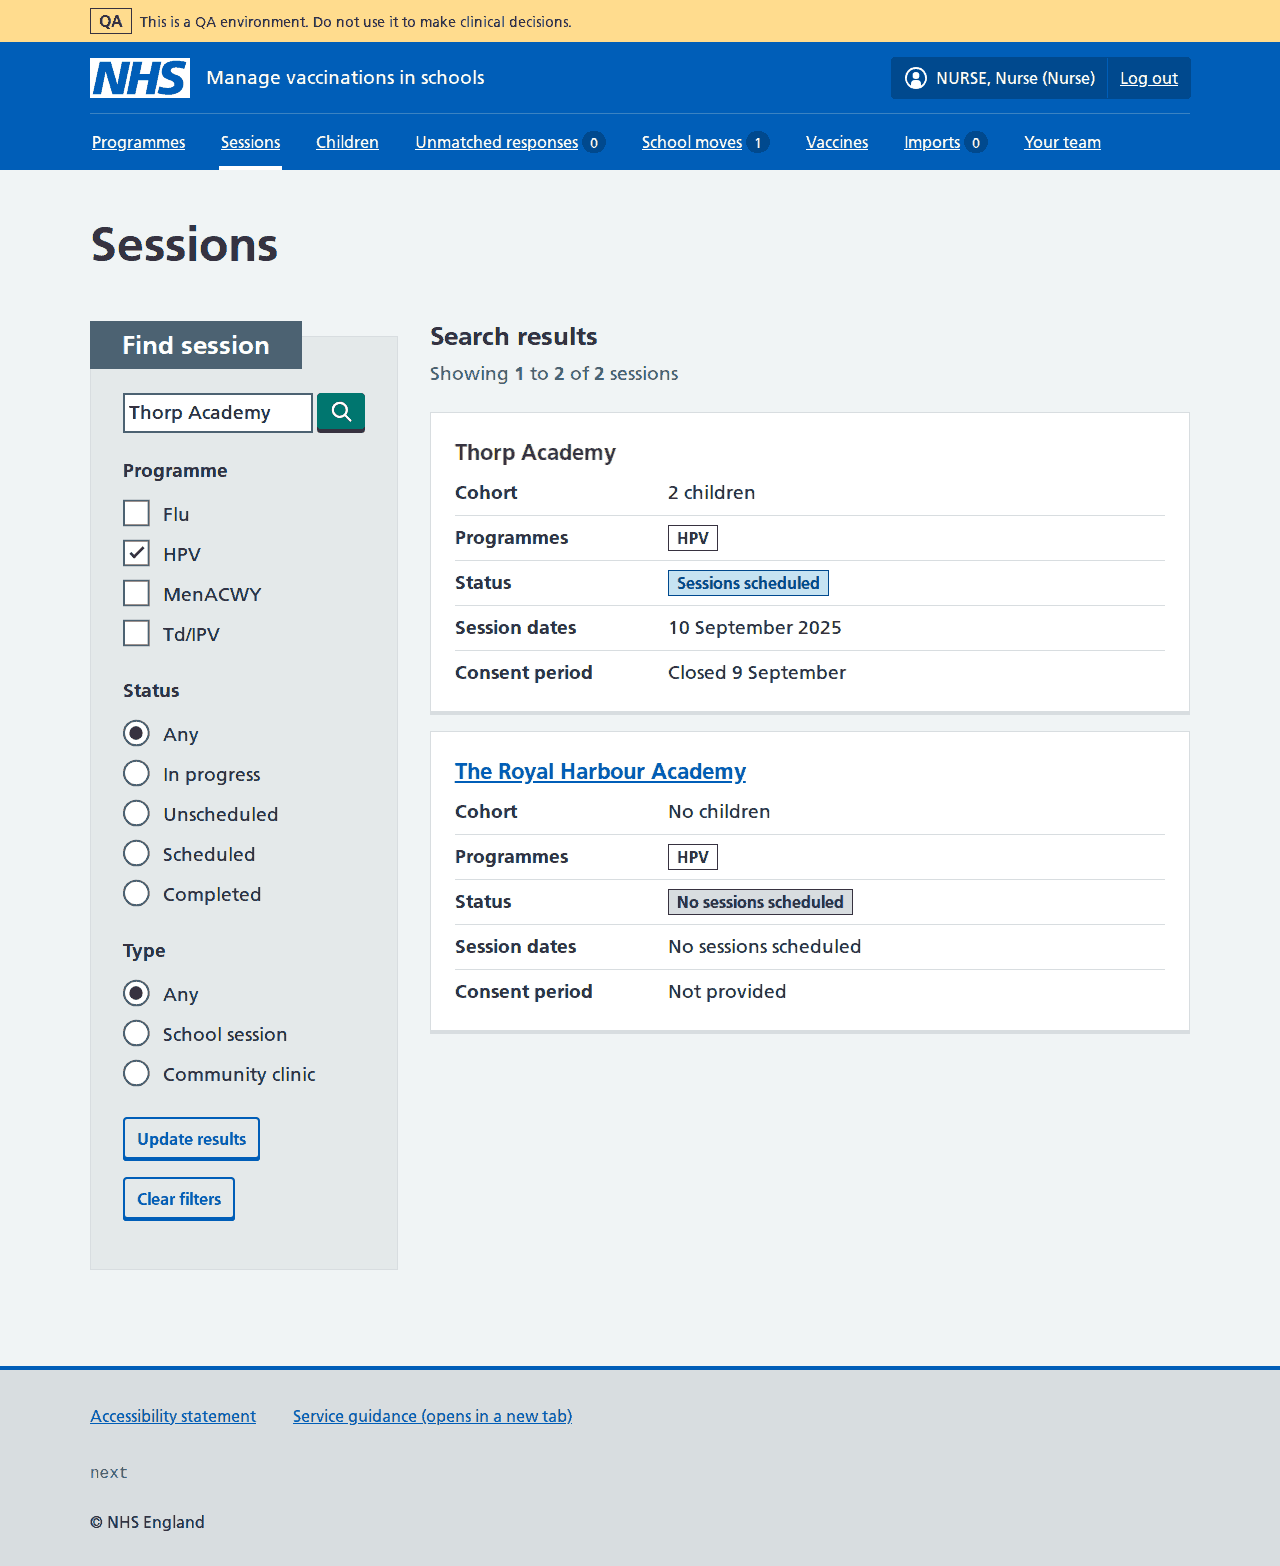 QA This is a QA environment. Do not use it to make clinical decisions.
NHS Manage vaccinations in schools NURSE, Nurse (Nurse) Log out
Programmes Sessions Children Unmatched responses 0 School moves 1 Vaccines Imports 0 Your team
Sessions
Find session
Thorp Academy
Programme
Flu
HPV
MenACWY
Td/IPV
Status
Any
In progress
Unscheduled
Scheduled
Completed
Type
Any
School session
Community clinic
Update results
Clear filters
Search results
Showing 1 to 2 of 2 sessions
Thorp Academy
Cohort 2 children
Programmes HPV
Status Sessions scheduled
Session dates 10 September 2025
Consent period Closed 9 September
The Royal Harbour Academy
Cohort No children
Programmes HPV
Status No sessions scheduled
Session dates No sessions scheduled
Consent period Not provided
Accessibility statement Service guidance (opens in a new tab)
next
© NHS England